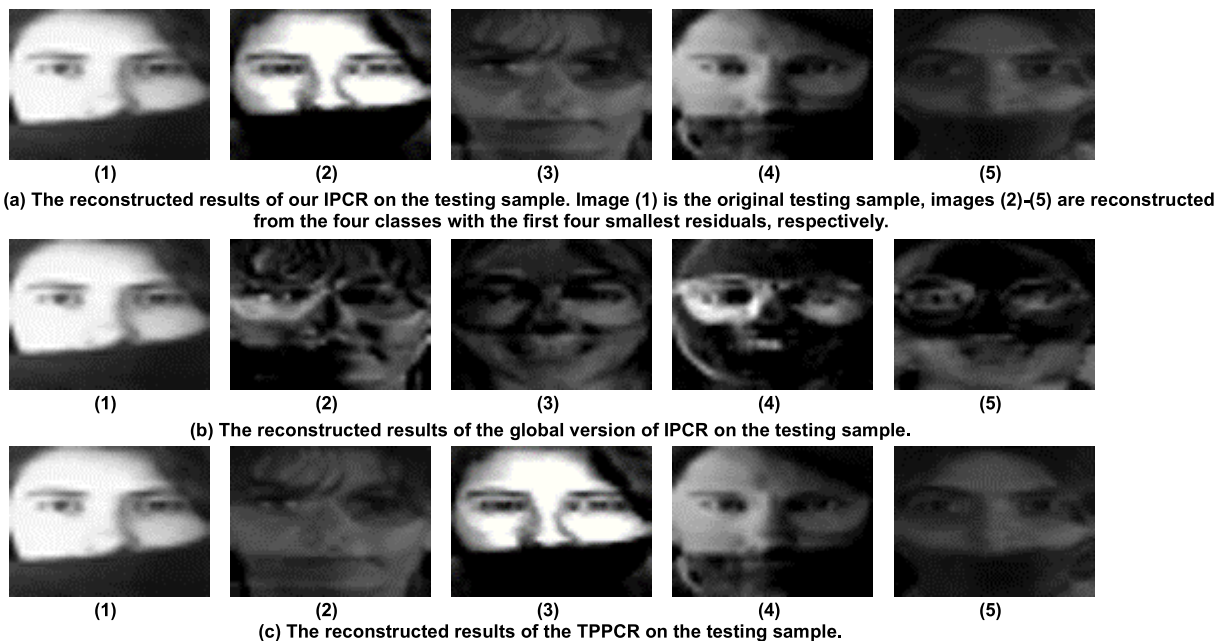 (1) (2) (3) (4) (5)
(a) The reconstructed results of our IPCR on the testing sample. Image (1) is the original testing sample, images (2)-(5) are reconstructed
from the four classes with the first four smallest residuals, respectively.
(1) (2) (3) (4) (5)
(b) The reconstructed results of the global version of IPCR on the testing sample.
(1) (2) (3) (4) (5)
(c) The reconstructed results of the TPPCR on the testing sample.